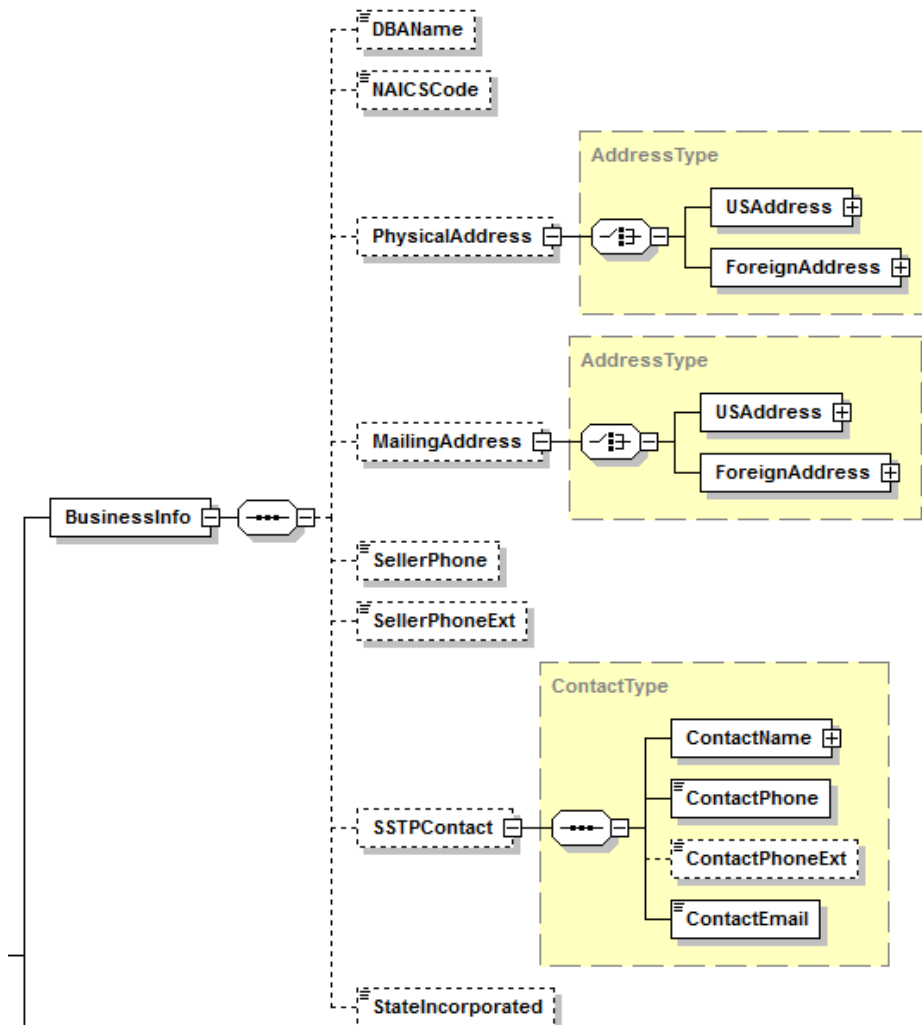 DBAName
NAICSCode
AddressType
USAddress
PhysicalAddress
ForeignAddress
AddressType
USAddress
MailingAddress
ForeignAddress
BusinessInfo
SellerPhone
SellerPhoneExt
ContactType
ContactName
ContactPhone
SSTPContact
ContactPhoneExt
ContactEmail
StateIncorporated